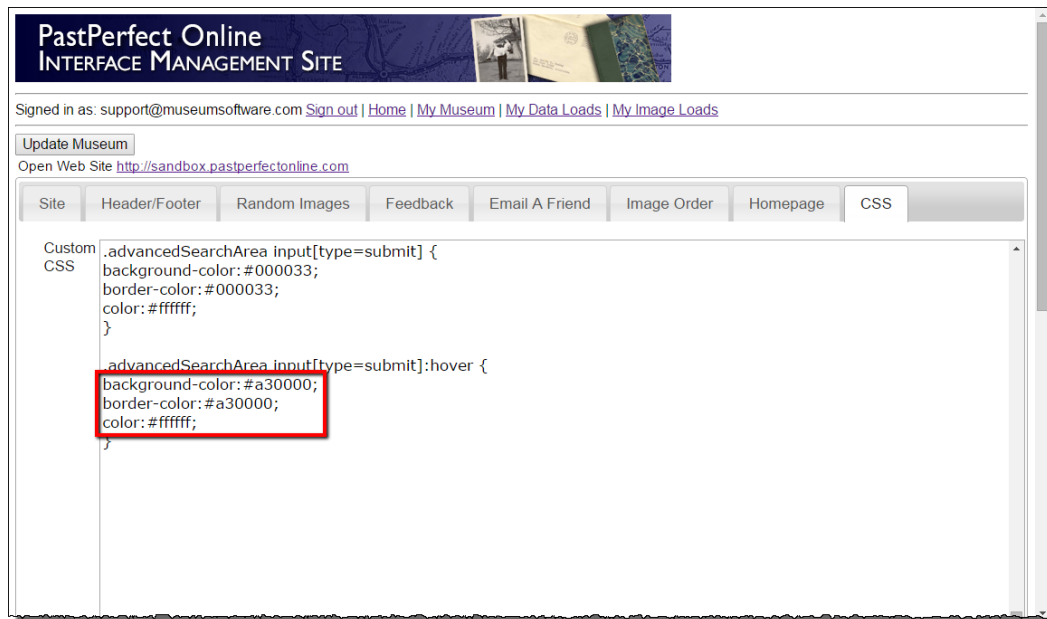 PastPerfect Online
INTERFACE MANAGEMENT SITE
Signed in as: support@museumsoftware.com Sign out | Home | My Museum | My Data Loads | My Image Loads
Update Museum
Open Web Site http://sandbox.pastperfectonline.com
Site Header/Footer Random Images Feedback Email A Friend Image Order Homepage CSS
Custom CSS
.advancedSearchArea input[type=submit] {
background-color:#000033;
border-color:#000033;
color:#ffffff;
}
.advancedSearchArea input[type=submit]:hover {
background-color:#a30000;
border-color:#a30000;
color:#ffffff;
}